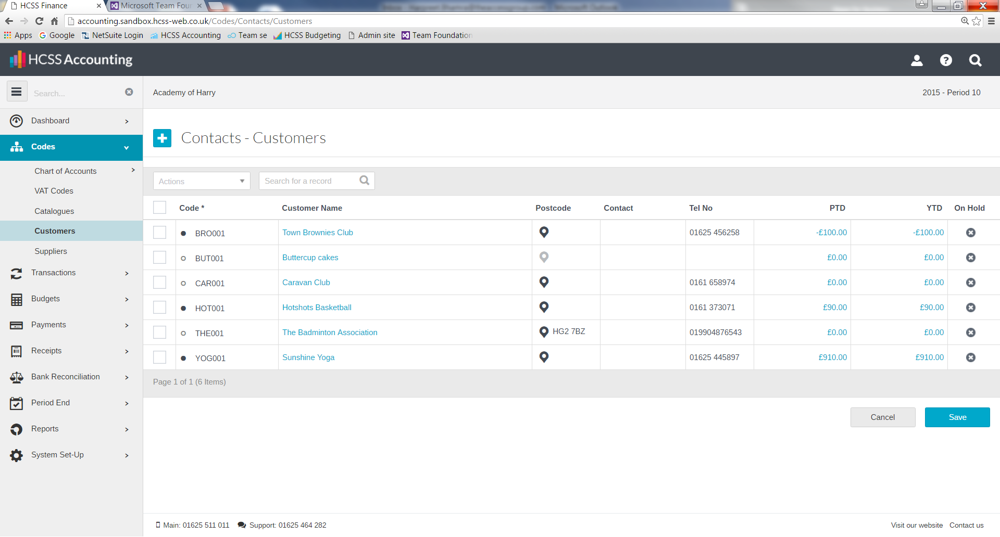 HCSS Finance
Microsoft Team Four
accounting.sandbox.hcss-web.co.uk/Codes/Contacts/Customers
Apps Google NetSuite Login HCSS Accounting Team se HCSS Budgeting Admin site Team Foundation
HCSS Accounting
Search...
Academy of Harry
2015 - Period 10
Dashboard
Codes
Chart of Accounts
VAT Codes
Catalogues
Customers
Suppliers
Transactions
Budgets
Payments
Receipts
Bank Reconciliation
Period End
Reports
System Set-Up
Contacts - Customers
Actions
Search for a record
Code * Customer Name Postcode Contact Tel No PTD YTD On Hold
BRO001 Town Brownies Club 01625 456258 -£100.00 -£100.00
BUT001 Buttercup cakes £0.00 £0.00
CAR001 Caravan Club 0161 658974 £0.00 £0.00
HOT001 Hotshots Basketball 0161 373071 £90.00 £90.00
THE001 The Badminton Association HG2 7BZ 019904876543 £0.00 £0.00
YOG001 Sunshine Yoga 01625 445897 £910.00 £910.00
Page 1 of 1 (6 Items)
Cancel Save
Main: 01625 511 011 Support: 01625 464 282
Visit our website Contact us